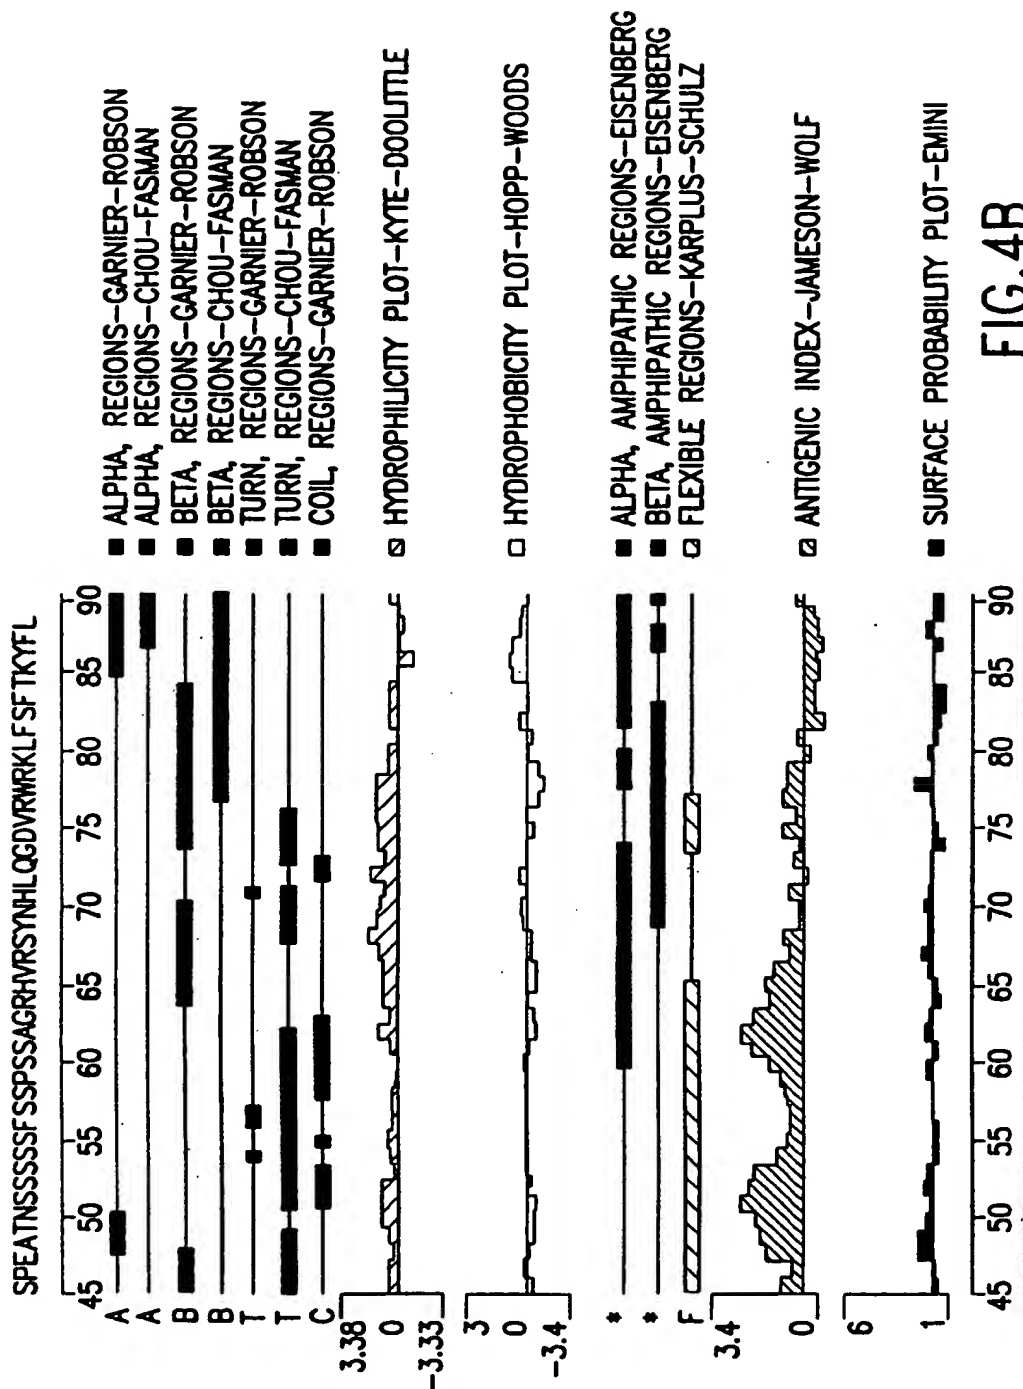 SPEATNSSSSSFSSPSSAGRHVRSYNHLQGDVRWRKLFSFTKYFL
45 50 55 60 65 70 75 80 85 90
A ALPHA, REGIONS-GARNIER-ROBSON
A ALPHA, REGIONS-CHOU-FASMAN
B BETA, REGIONS-GARNIER-ROBSON
B BETA, REGIONS-CHOU-FASMAN
T TURN, REGIONS-GARNIER-ROBSON
T TURN, REGIONS-CHOU-FASMAN
C COIL, REGIONS-GARNIER-ROBSON
3.38
0 HYDROPHILICITY PLOT-KYTE-DOOLITTLE
-3.33
3
0 HYDROPHOBICITY PLOT-HOPP-WOODS
-3.4
* ALPHA, AMPHIPATHIC REGIONS-EISENBERG
* BETA, AMPHIPATHIC REGIONS-EISENBERG
F FLEXIBLE REGIONS-KARPLUS-SCHULZ
3.4
0 ANTIGENIC INDEX-JAMESON-WOLF
6
1 SURFACE PROBABILITY PLOT-EMINI
45 50 55 60 65 70 75 80 85 90
FIG.4B